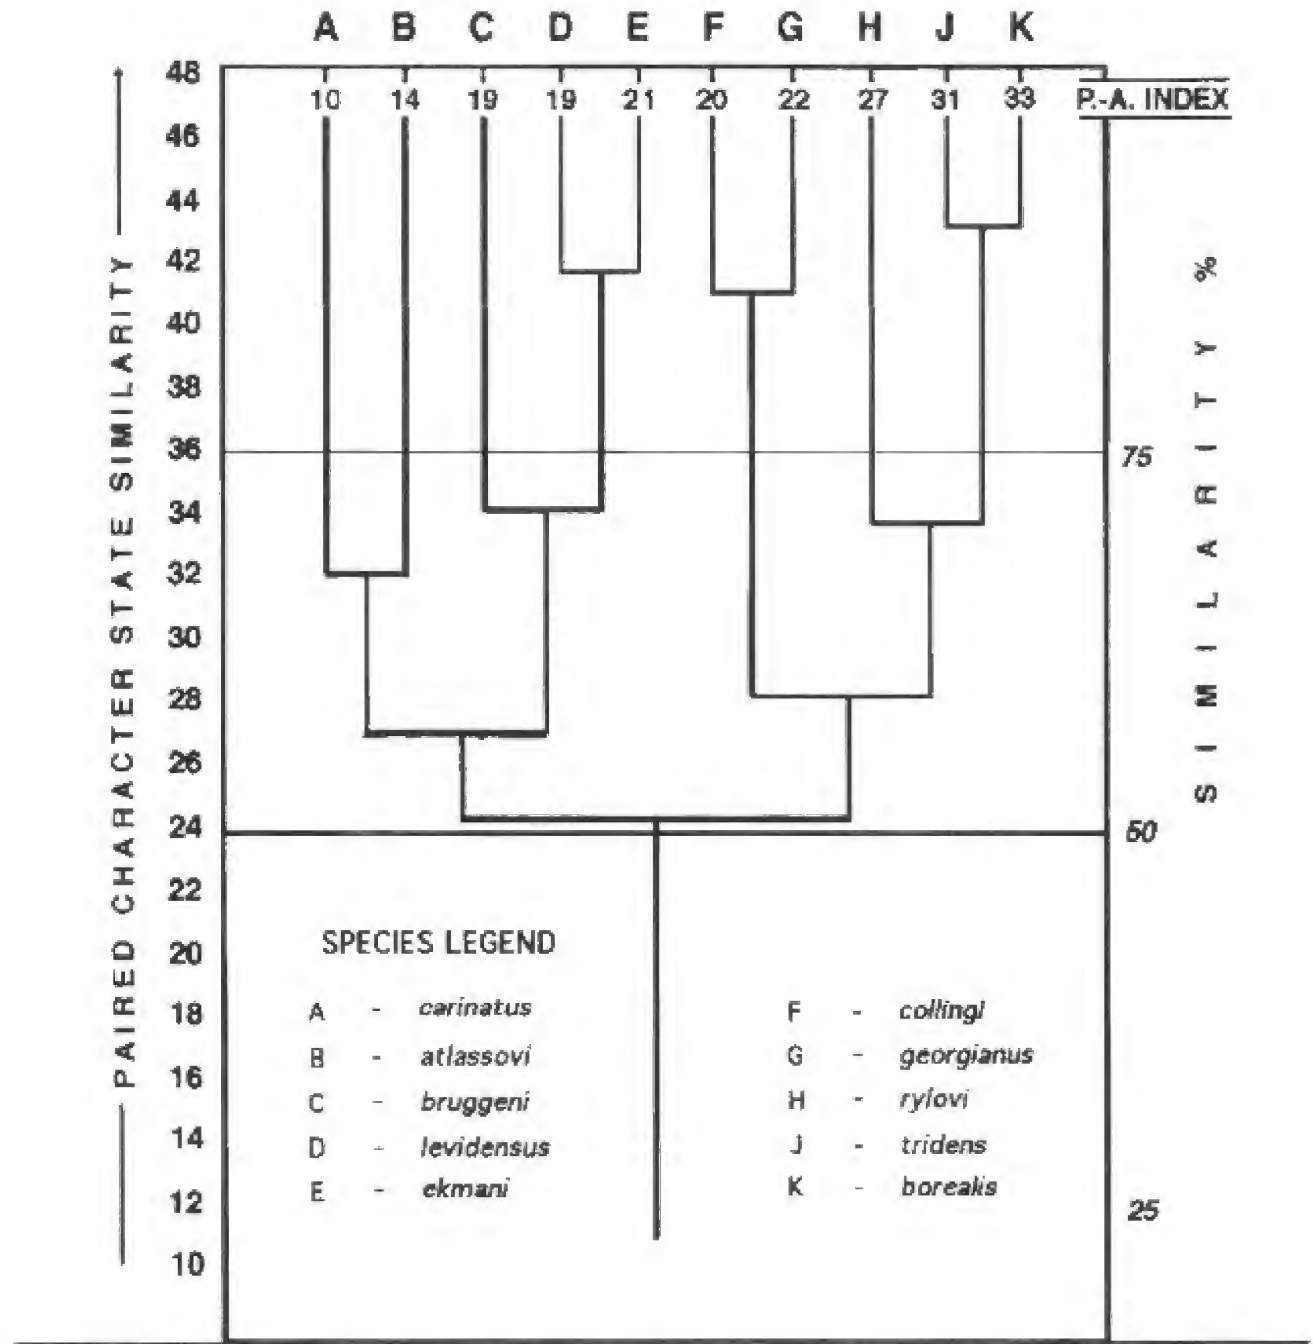 A B C D E F G H J K
10 14 19 19 21 20 22 27 31 33 P.-A. INDEX
48
46
44
42
40
38
36
34
32
30
28
26
24
22
20
18
16
14
12
10
PAIRED CHARACTER STATE SIMILARITY
75
50
25
SIMILARITY %
SPECIES LEGEND
A - carinatus
B - atlassovi
C - bruggeni
D - levidensus
E - ekmani
F - collingi
G - georgianus
H - rylovi
J - tridens
K - borealis